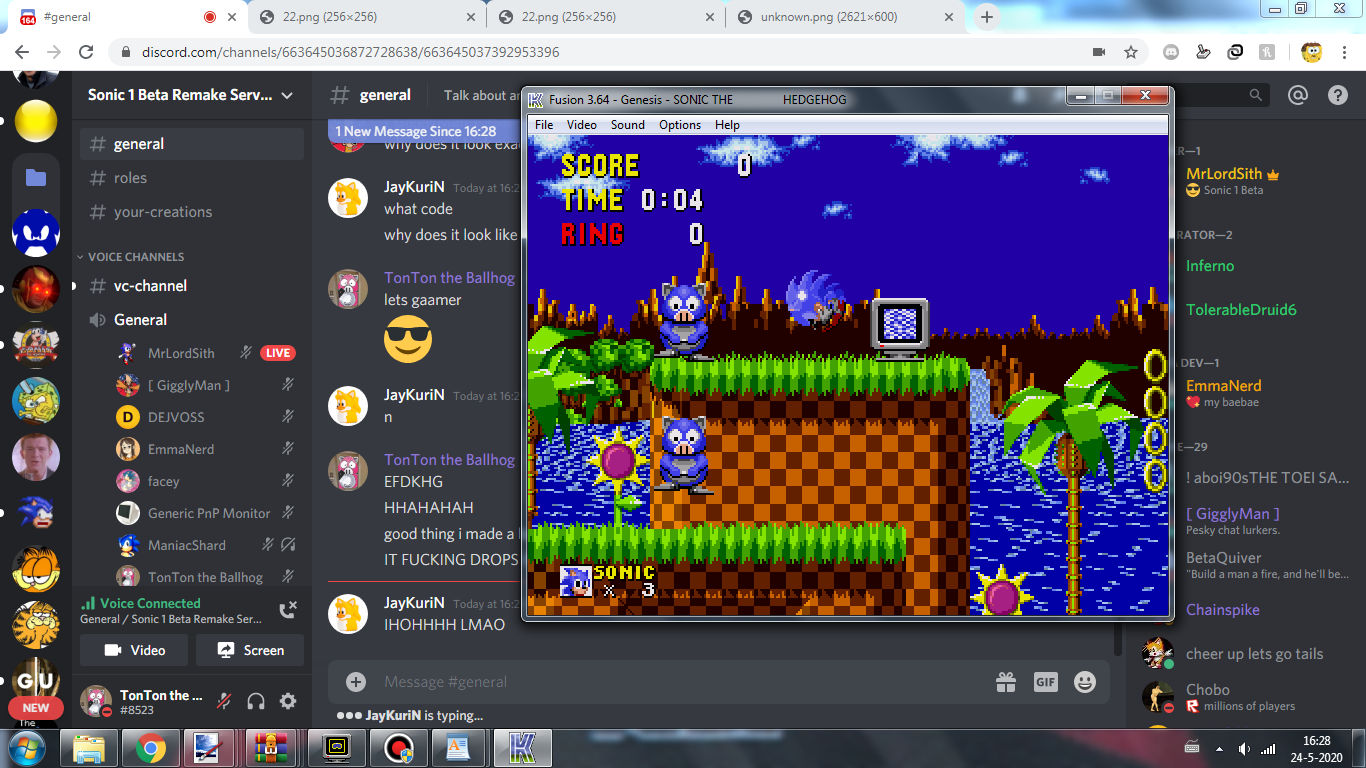 #general
22.png (256×256)
22.png (256×256)
unknown.png (2621×600)
discord.com/channels/663645036872728638/663645037392953396
Sonic 1 Beta Remake Serv...
# general
Talk about
1 New Message Since 16:28
# general
# roles
# your-creations
VOICE CHANNELS
# vc-channel
General
MrLordSith
LIVE
[ GigglyMan ]
D
DEJVOSS
EmmaNerd
facey
Generic PnP Monitor
ManiacShard
TonTon the Ballhog
Voice Connected
General / Sonic 1 Beta Remake Ser...
Video
Screen
TonTon the ...
#8523
164
GU
NEW
The
why does it look
JayKuriN Today at 16:2
what code
why does it look like
TonTon the Ballhog
lets gaamer
JayKuriN Today at 16:2
n
TonTon the Ballhog
EFDKHG
HHAHAHAH
good thing i made a
IT FUCKING DROPS
JayKuriN Today at 16:2
IHOHHHH LMAO
Message #general
GIF
JayKuriN is typing...
Fusion 3.64 - Genesis - SONIC THE HEDGEHOG
File Video Sound Options Help
SCORE 0
TIME 0:04
RING 0
SONIC
x 3
ER—1
MrLordSith
Sonic 1 Beta
RATOR—2
Inferno
TolerableDruid6
DEV—1
EmmaNerd
my baebae
E—29
! aboi90sTHE TOEI SA...
[ GigglyMan ]
Pesky chat lurkers.
BetaQuiver
"Build a man a fire, and he'll be...
Chainspike
cheer up lets go tails
Chobo
millions of players
16:28
24-5-2020